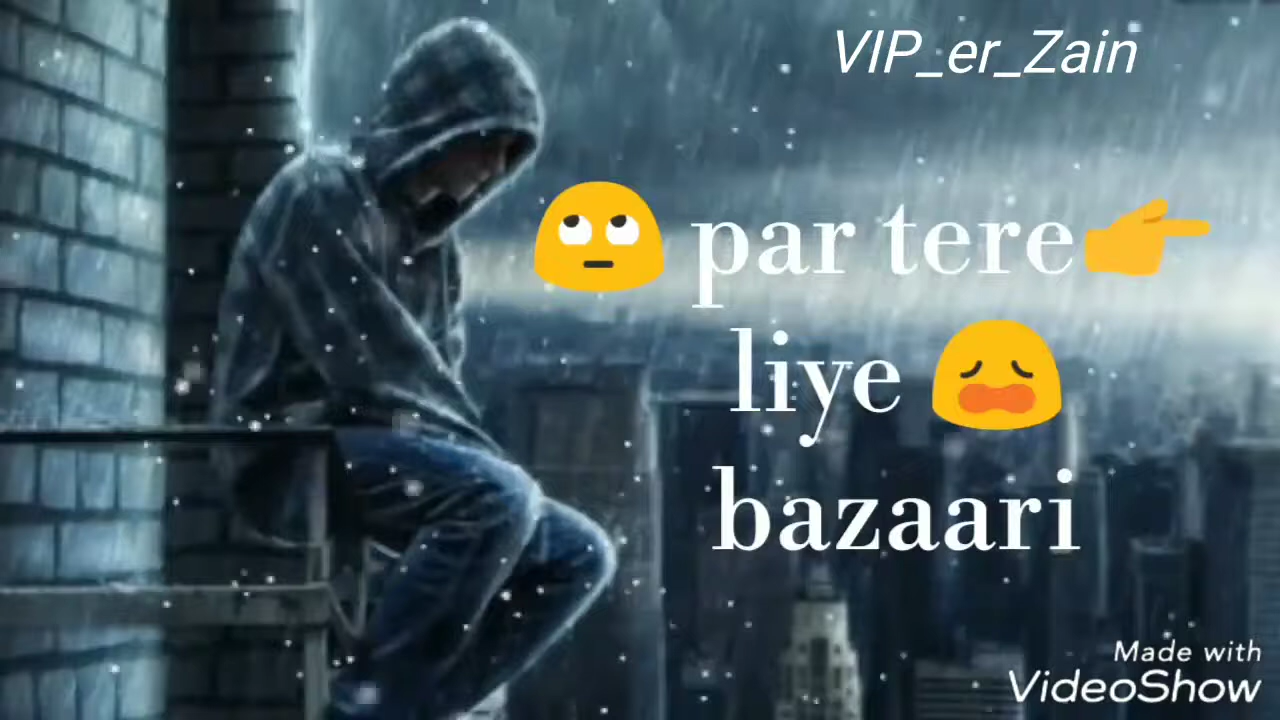 VIP_er_Zain
🙄 par tere👉
liye 😩
bazaari
Made with
VideoShow